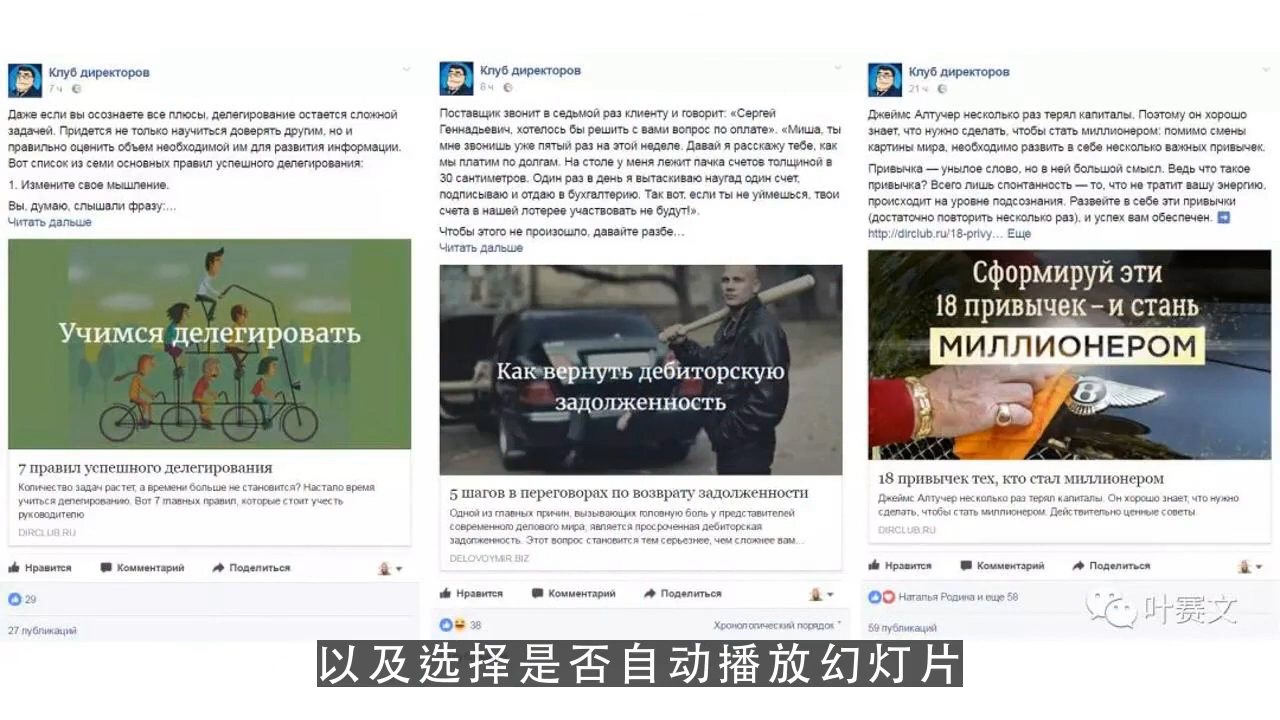 Клуб директоров
7 ч
Даже если вы осознаете все плюсы, делегирование остается сложной
задачей. Придется не только научиться доверять другим, но и
правильно оценить объем необходимой им для развития информации.
Вот список из семи основных правил успешного делегирования:
1. Измените свое мышление.
Вы, думаю, слышали фразу:...
Читать дальше
Учимся делегировать
7 правил успешного делегирования
Количество задач растет, а времени больше не становится? Настало время
учиться делегированию. Вот 7 главных правил, которые стоит учесть
руководителю
DIRCLUB.RU
Нравится Комментарий Поделиться
29
27 публикаций
Клуб директоров
8 ч
Поставщик звонит в седьмой раз клиенту и говорит: «Сергей
Геннадьевич, хотелось бы решить с вами вопрос по оплате». «Миша, ты
мне звонишь уже пятый раз на этой неделе. Давай я расскажу тебе, как
мы платим по долгам. На столе у меня лежит пачка счетов толщиной в
30 сантиметров. Один раз в день я вытаскиваю наугад один счет,
подписываю и отдаю в бухгалтерию. Так вот, если ты не уймешься, твои
счета в нашей лотерее участвовать не будут!».
Чтобы этого не произошло, давайте разбе...
Читать дальше
Как вернуть дебиторскую
задолженность
5 шагов в переговорах по возврату задолженности
Одной из главных причин, вызывающих головную боль у представителей
современного делового мира, является просроченная дебиторская
задолженность. Этот вопрос становится тем серьезнее, чем сложнее вам...
DELOVOYMIR.BIZ
Нравится Комментарий Поделиться
38
Хронологический порядок
Клуб директоров
21 ч
Джеймс Алтучер несколько раз терял капиталы. Поэтому он хорошо
знает, что нужно сделать, чтобы стать миллионером: помимо смены
картины мира, необходимо развить в себе несколько важных привычек.
Привычка — унылое слово, но в ней большой смысл. Ведь что такое
привычка? Всего лишь спонтанность — то, что не тратит вашу энергию,
происходит на уровне подсознания. Развейте в себе эти привычки
(достаточно повторить несколько раз), и успех вам обеспечен.
http://dirclub.ru/18-privy... Еще
Сформируй эти
18 привычек – и стань
МИЛЛИОНЕРОМ
18 привычек тех, кто стал миллионером
Джеймс Алтучер несколько раз терял капиталы. Он хорошо знает, что нужно
сделать, чтобы стать миллионером. Действительно ценные советы
DIRCLUB.RU
Нравится Комментарий Поделиться
Наталья Родина и еще 58
59 публикаций
叶赛文
以及选择是否自动播放幻灯片